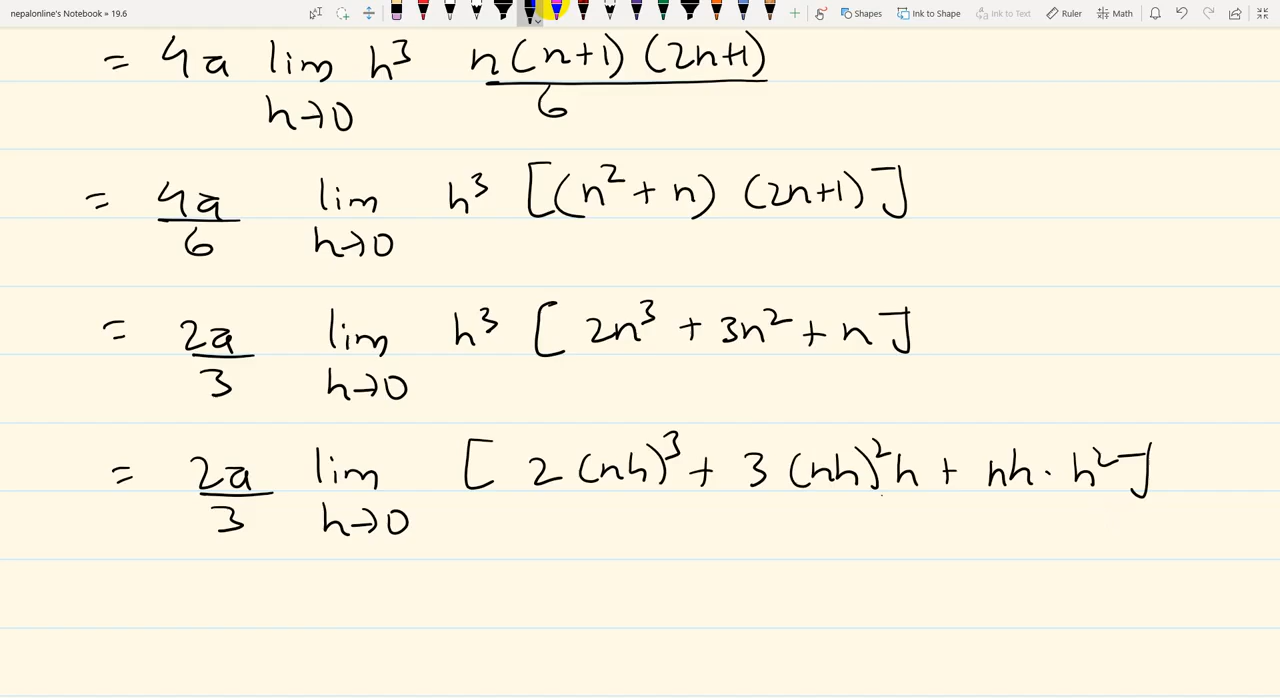 nepalonline's Notebook » 19.6 Shapes Ink to Shape Ink to Text Ruler Math
= 4a lim h→0 h³ n(n+1)(2n+1)/6
= 4a/6 lim h→0 h³ [(n²+n) (2n+1)]
= 2a/3 lim h→0 h³ [2n³ + 3n² + n]
= 2a/3 lim h→0 [2(nh)³ + 3(nh)²h + nh · h²]